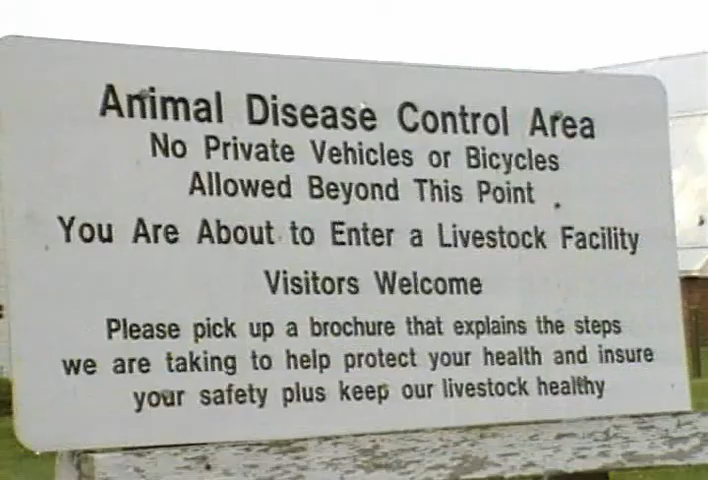 Animal Disease Control Area
No Private Vehicles or Bicycles
Allowed Beyond This Point
You Are About to Enter a Livestock Facility
Visitors Welcome
Please pick up a brochure that explains the steps
we are taking to help protect your health and insure
your safety plus keep our livestock healthy